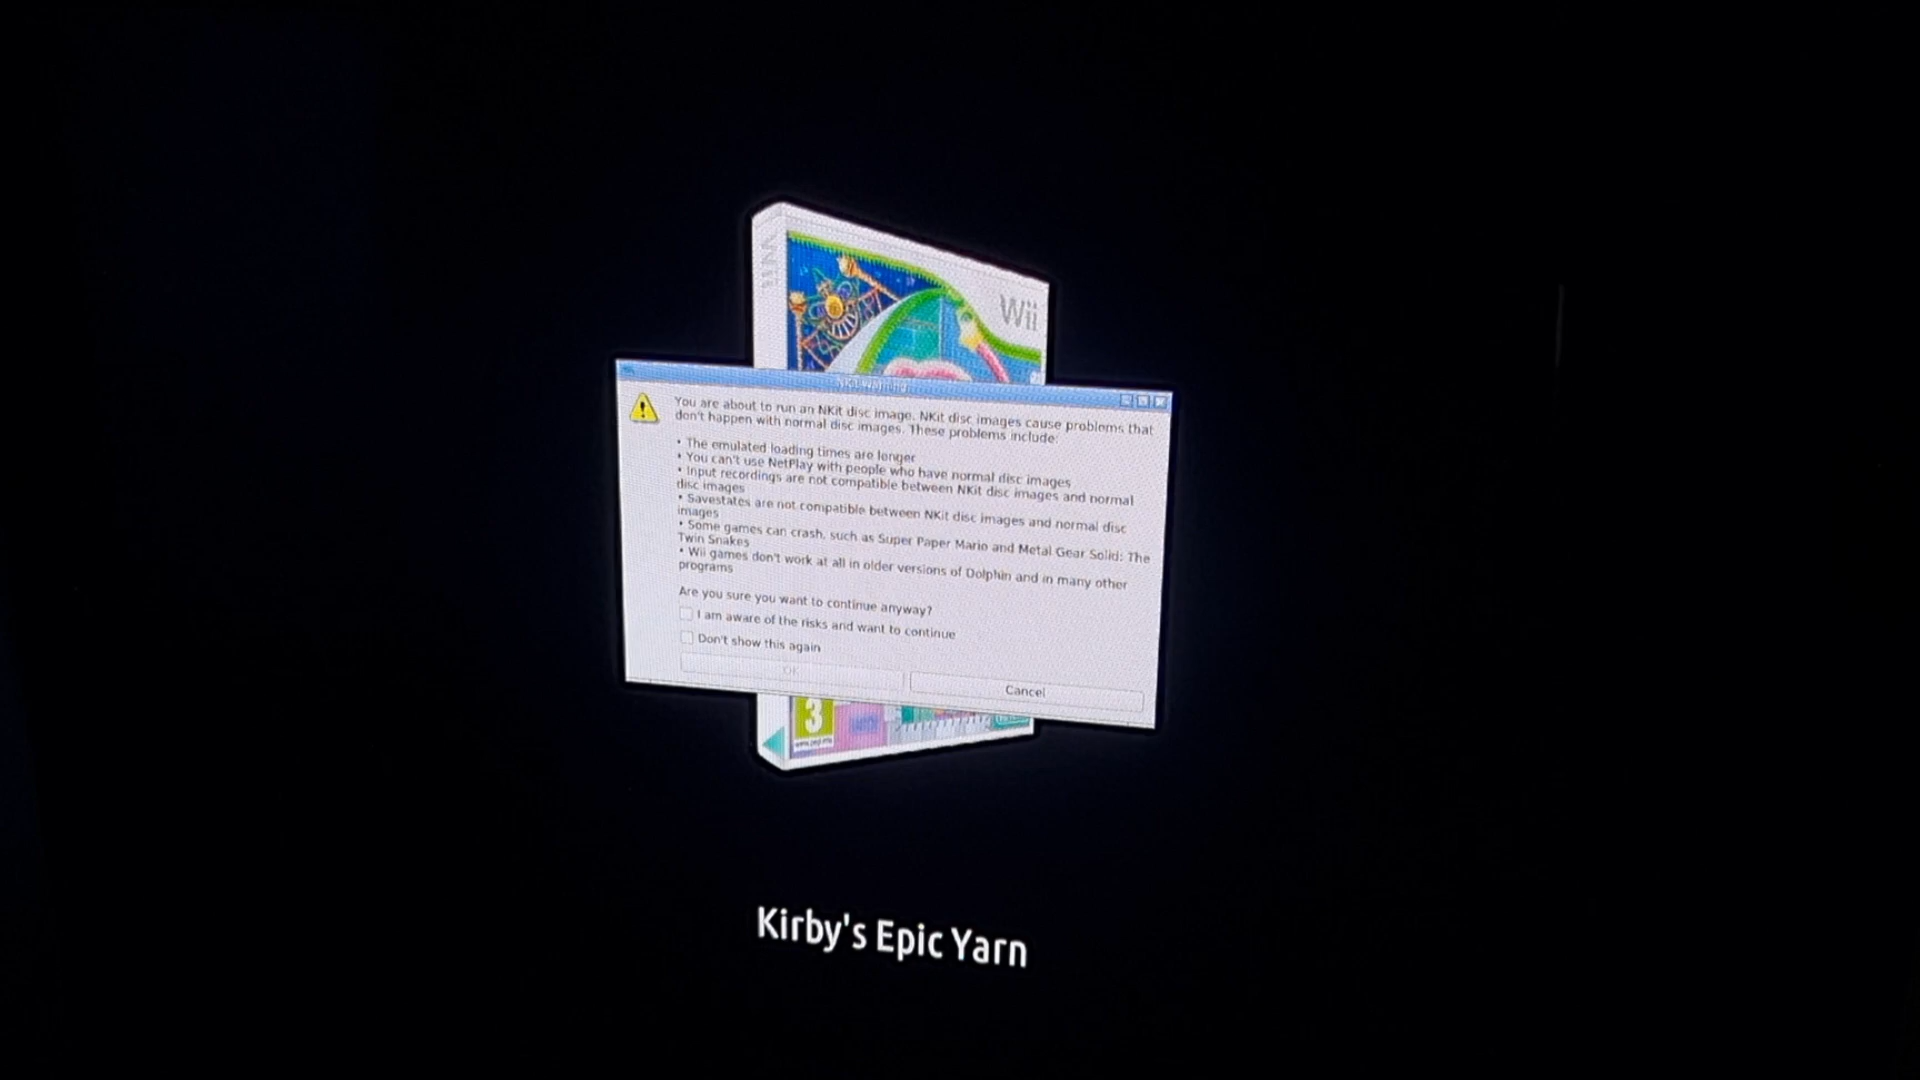 Wii
Wii
NKit Warning
You are about to run an NKit disc image. NKit disc images cause problems that
don't happen with normal disc images. These problems include:
• The emulated loading times are longer
• You can't use NetPlay with people who have normal disc images
• Input recordings are not compatible between NKit disc images and normal
disc images
• Savestates are not compatible between NKit disc images and normal disc
images
• Some games can crash, such as Super Paper Mario and Metal Gear Solid: The
Twin Snakes
• Wii games don't work at all in older versions of Dolphin and in many other
programs
Are you sure you want to continue anyway?
I am aware of the risks and want to continue
Don't show this again
OK
Cancel
3
Kirby's Epic Yarn